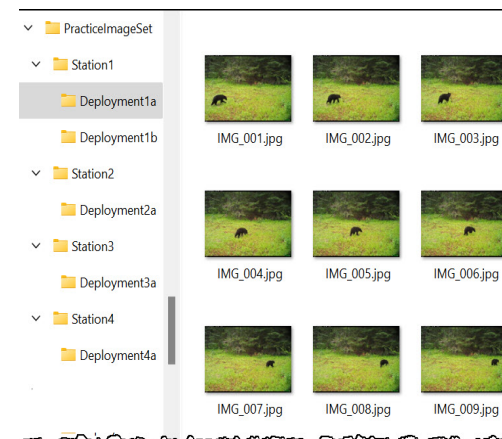 PracticeImageSet
Station1
Deployment1a
Deployment1b
Station2
Deployment2a
Station3
Deployment3a
Station4
Deployment4a
IMG_001.jpg IMG_002.jpg IMG_003.jpg
IMG_004.jpg IMG_005.jpg IMG_006.jpg
IMG_007.jpg IMG_008.jpg IMG_009.jpg